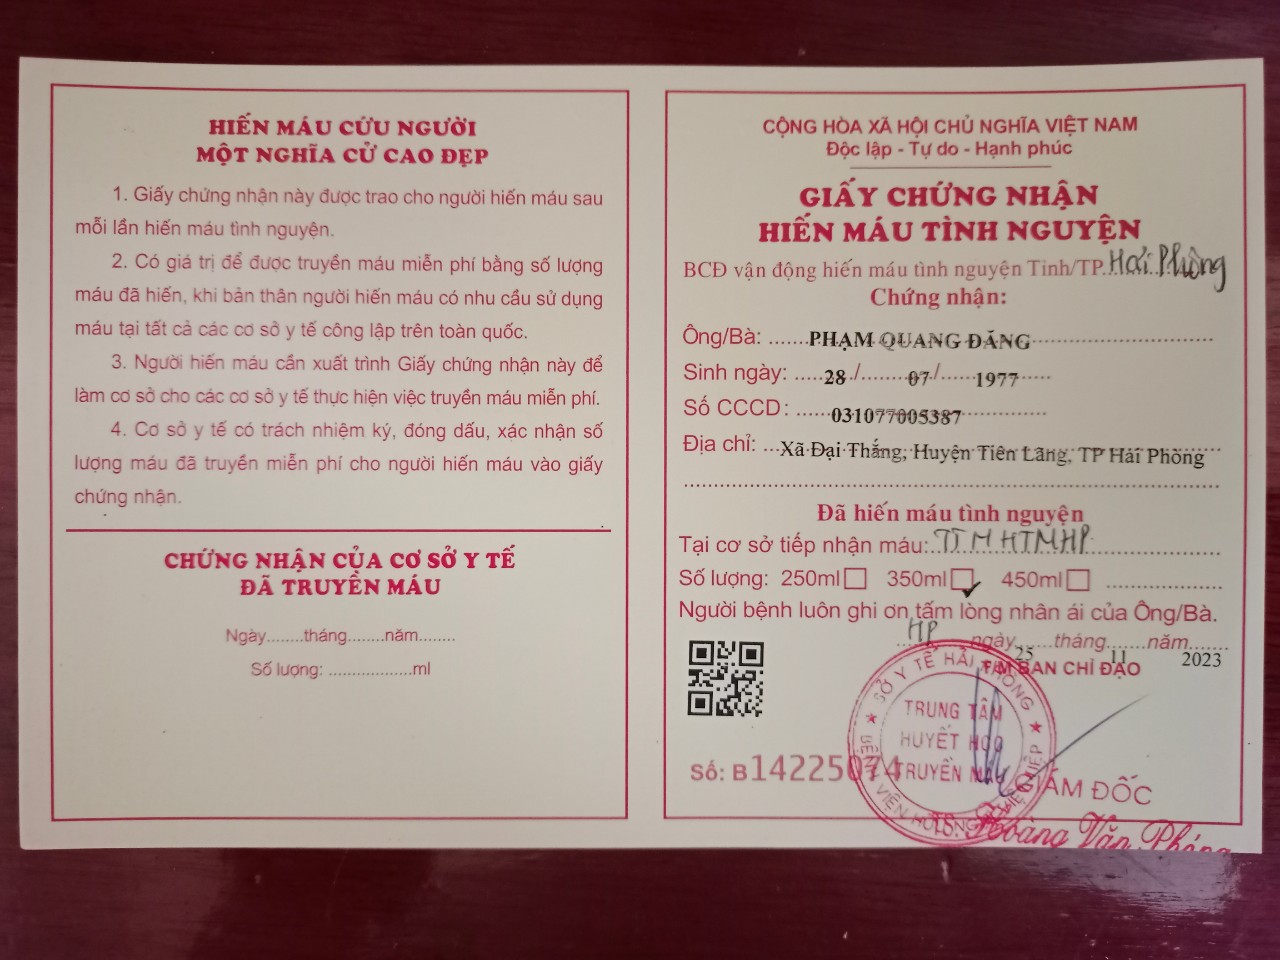 HIẾN MÁU CỨU NGƯỜI
MỘT NGHĨA CỬ CAO ĐẸP
1. Giấy chứng nhận này được trao cho người hiến máu sau
mỗi lần hiến máu tình nguyện.
2. Có giá trị để được truyền máu miễn phí bằng số lượng
máu đã hiến, khi bản thân người hiến máu có nhu cầu sử dụng
máu tại tất cả các cơ sở y tế công lập trên toàn quốc.
3. Người hiến máu cần xuất trình Giấy chứng nhận này để
làm cơ sở cho các cơ sở y tế thực hiện việc truyền máu miễn phí.
4. Cơ sở y tế có trách nhiệm ký, đóng dấu, xác nhận số
lượng máu đã truyền miễn phí cho người hiến máu vào giấy
chứng nhận.
CHỨNG NHẬN CỦA CƠ SỞ Y TẾ
ĐÃ TRUYỀN MÁU
Ngày........tháng........năm........
Số lượng: .................ml
CỘNG HÒA XÃ HỘI CHỦ NGHĨA VIỆT NAM
Độc lập - Tự do - Hạnh phúc
GIẤY CHỨNG NHẬN
HIẾN MÁU TÌNH NGUYỆN
BCĐ vận động hiến máu tình nguyện Tỉnh/TP Hải Phòng
Chứng nhận:
Ông/Bà: PHẠM QUANG ĐĂNG
Sinh ngày: 28 / 07 / 1977
Số CCCD: 031077005387
Địa chỉ: Xã Đại Thắng, Huyện Tiên Lãng, TP Hải Phòng
Đã hiến máu tình nguyện
Tại cơ sở tiếp nhận máu: TTMHTMHP
Số lượng: 250ml 350ml ✓ 450ml
Người bệnh luôn ghi ơn tấm lòng nhân ái của Ông/Bà.
HP ngày 25 tháng 11 năm 2023
T/M BAN CHỈ ĐẠO
SỞ Y TẾ HẢI PHÒNG
TRUNG TÂM
HUYẾT HỌC
TRUYỀN MÁU
Số: B14225074
GIÁM ĐỐC
TS. Hoàng Văn Phóng